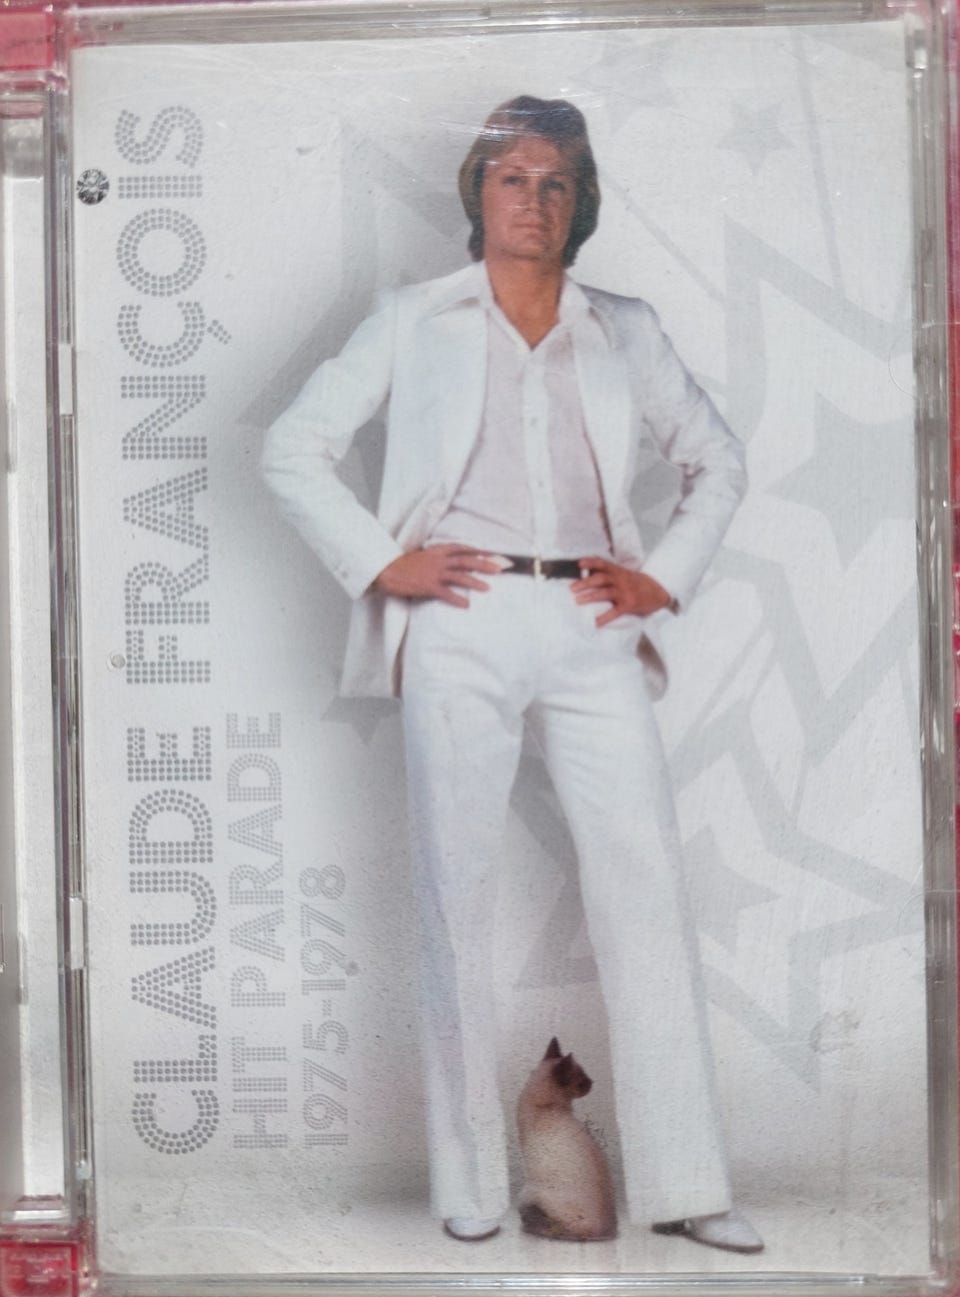 CLAUDE FRANÇOIS
HIT PARADE
1975-1978